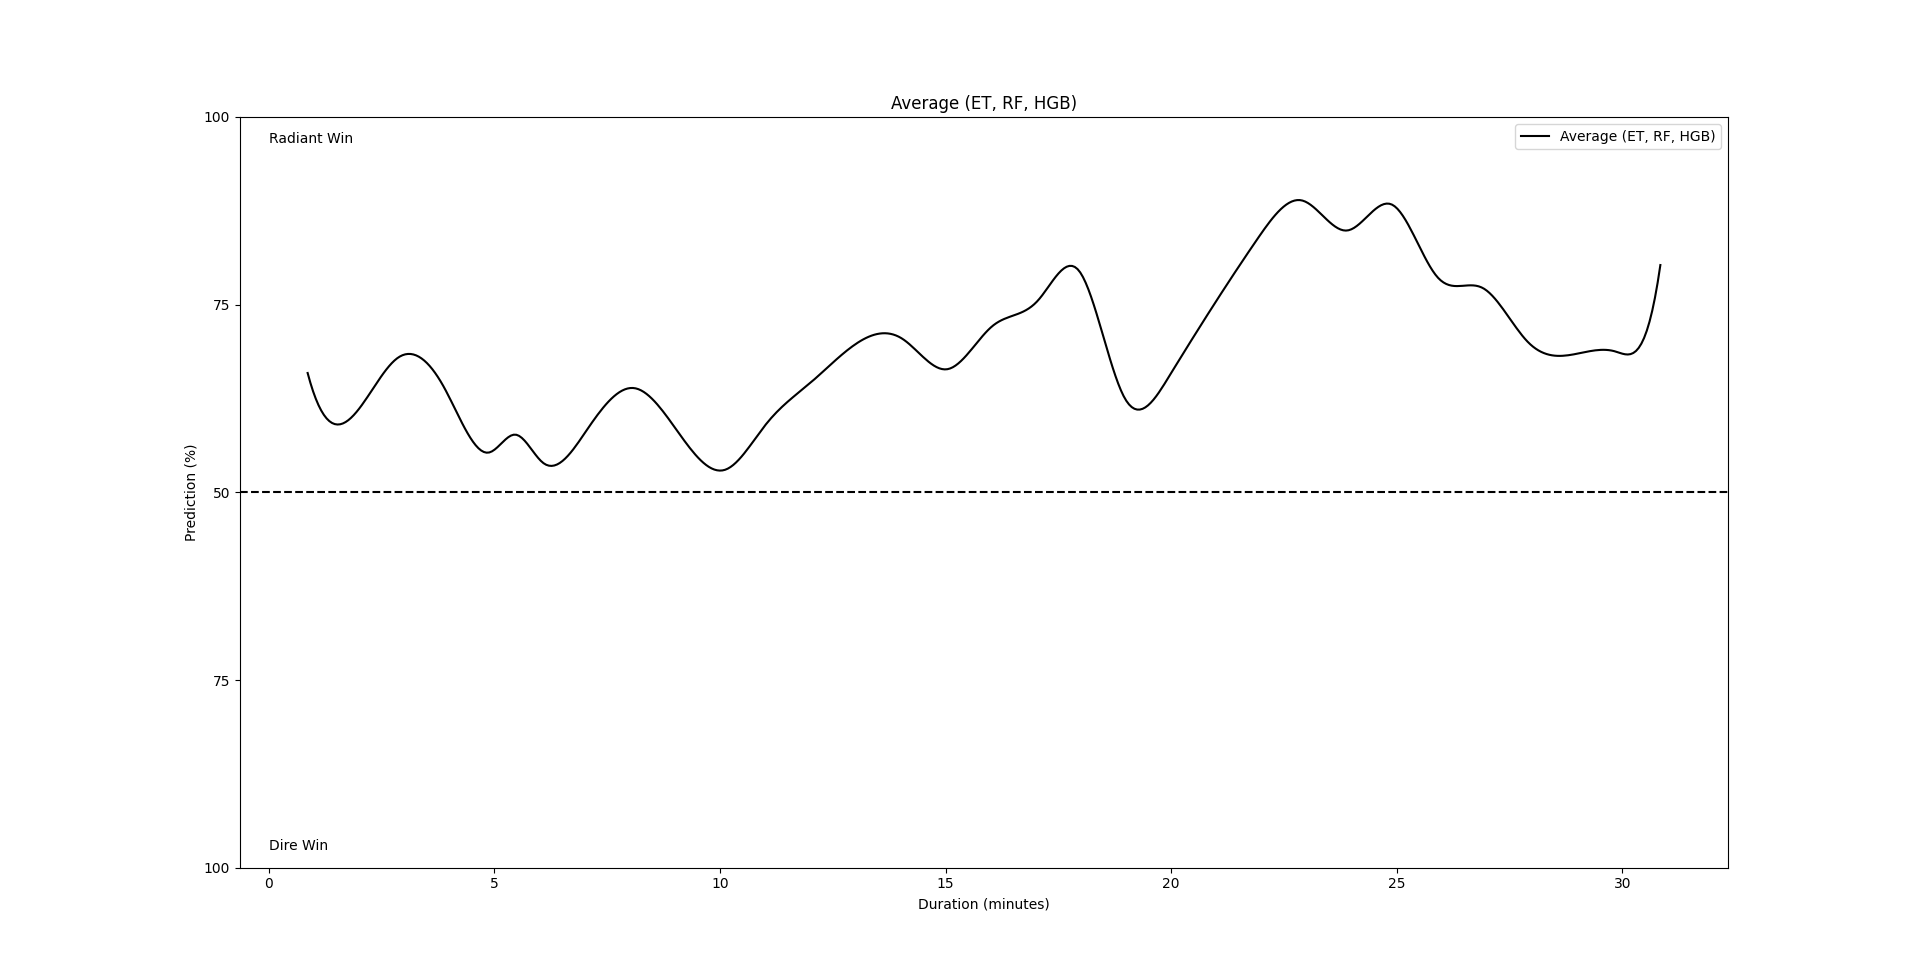 Average (ET, RF, HGB)
100
Radiant Win
Average (ET, RF, HGB)
75
50
Prediction (%)
75
Dire Win
100
0 5 10 15 20 25 30
Duration (minutes)